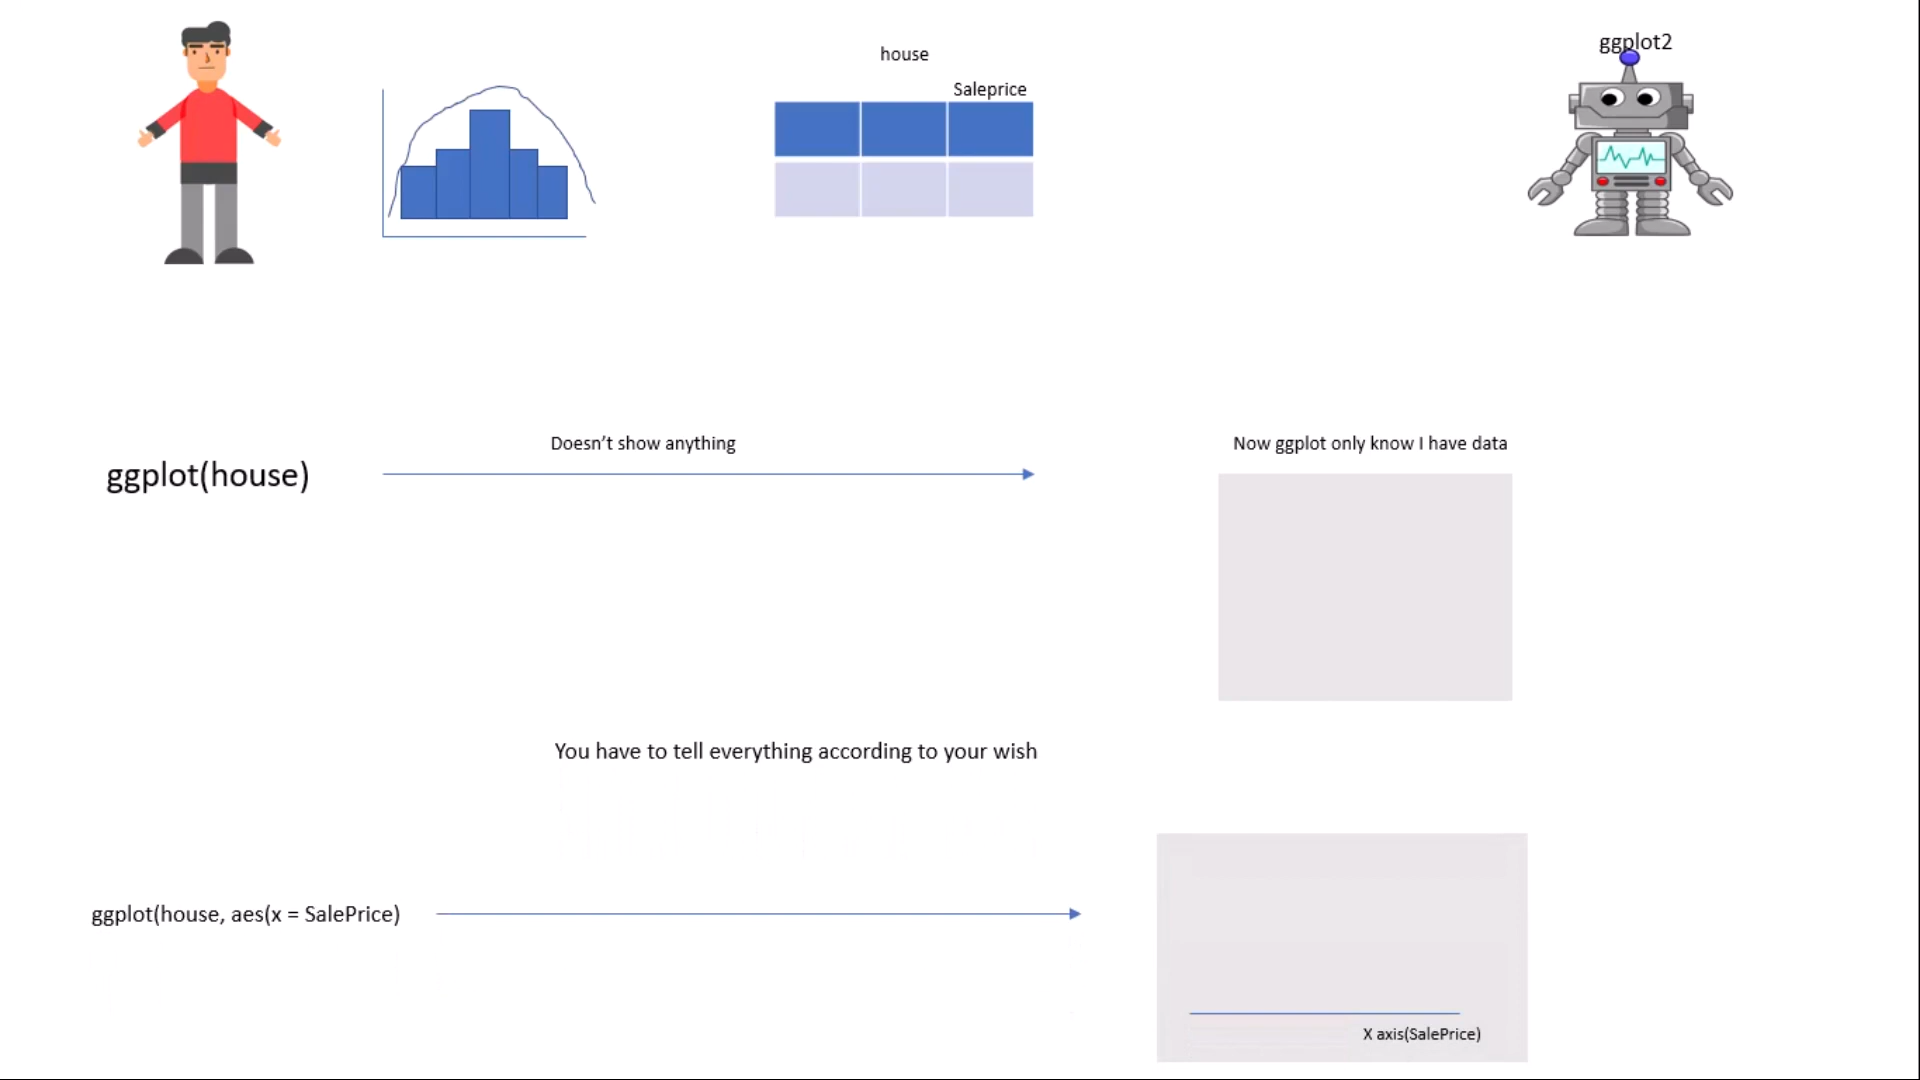 ggplot2
house
Saleprice
Doesn't show anything
Now ggplot only know I have data
ggplot(house)
You have to tell everything according to your wish
ggplot(house, aes(x = SalePrice)
X axis(SalePrice)